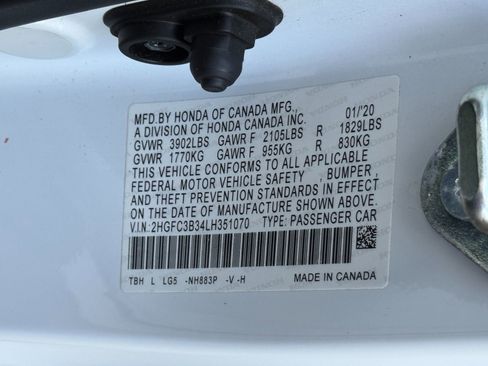 MFD.BY HONDA OF CANADA MFG., 01/'20
A DIVISION OF HONDA CANADA INC.
GVWR 3902LBS GAWR F 2105LBS R 1829LBS
GVWR 1770KG GAWR F 955KG R 830KG
THIS VEHICLE CONFORMS TO ALL APPLICABLE
FEDERAL MOTOR VEHICLE SAFETY BUMPER,
AND THEFT PREVENTION STANDARDS IN EFFECT
ON THE DATE OF MANUFACTURE SHOWN ABOVE.
V.I.N: 2HGFC3B34LH351070 TYPE: PASSENGER CAR
TBH L LG5 -NH883P -V -H MADE IN CANADA